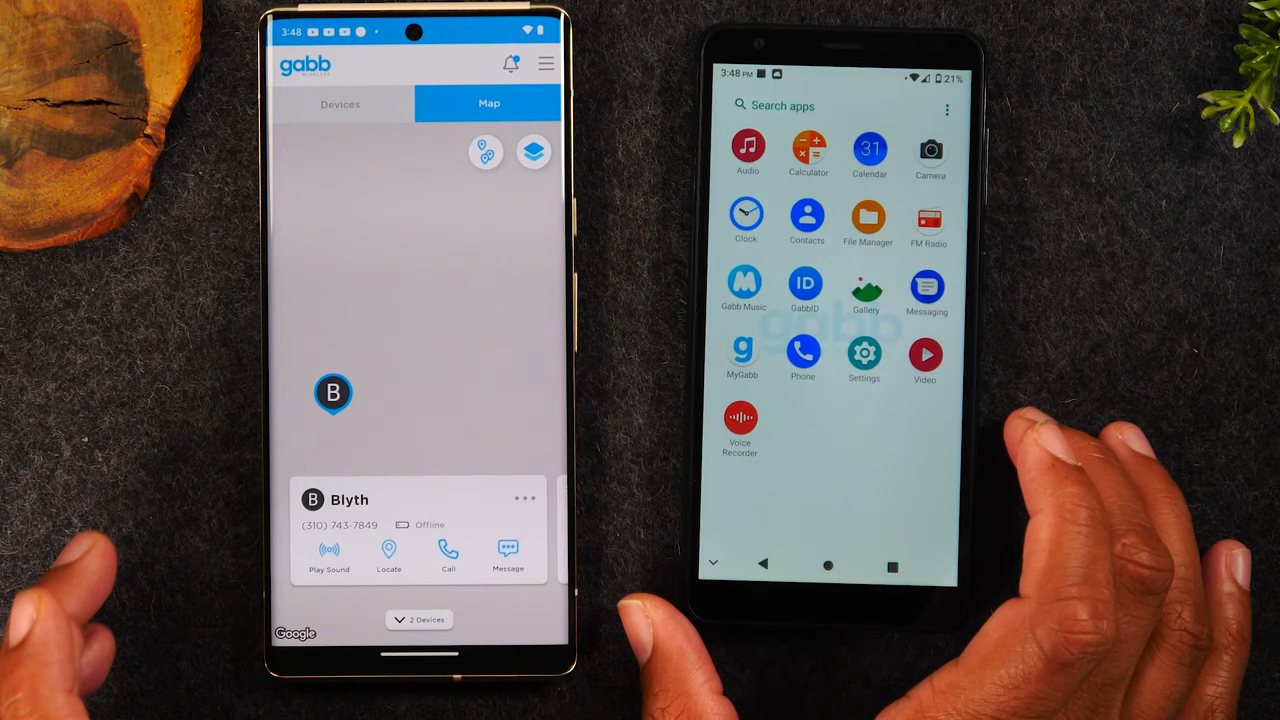 3:48
gabb
WIRELESS
Devices
Map
B
B Blyth
(310) 743-7849 Offline
Play Sound Locate Call Message
2 Devices
Google
3:48 PM 21%
Search apps
31
Audio Calculator Calendar Camera
Clock Contacts File Manager FM Radio
ID
Gabb Music GabbID Gallery Messaging
gabb
g
MyGabb Phone Settings Video
Voice
Recorder